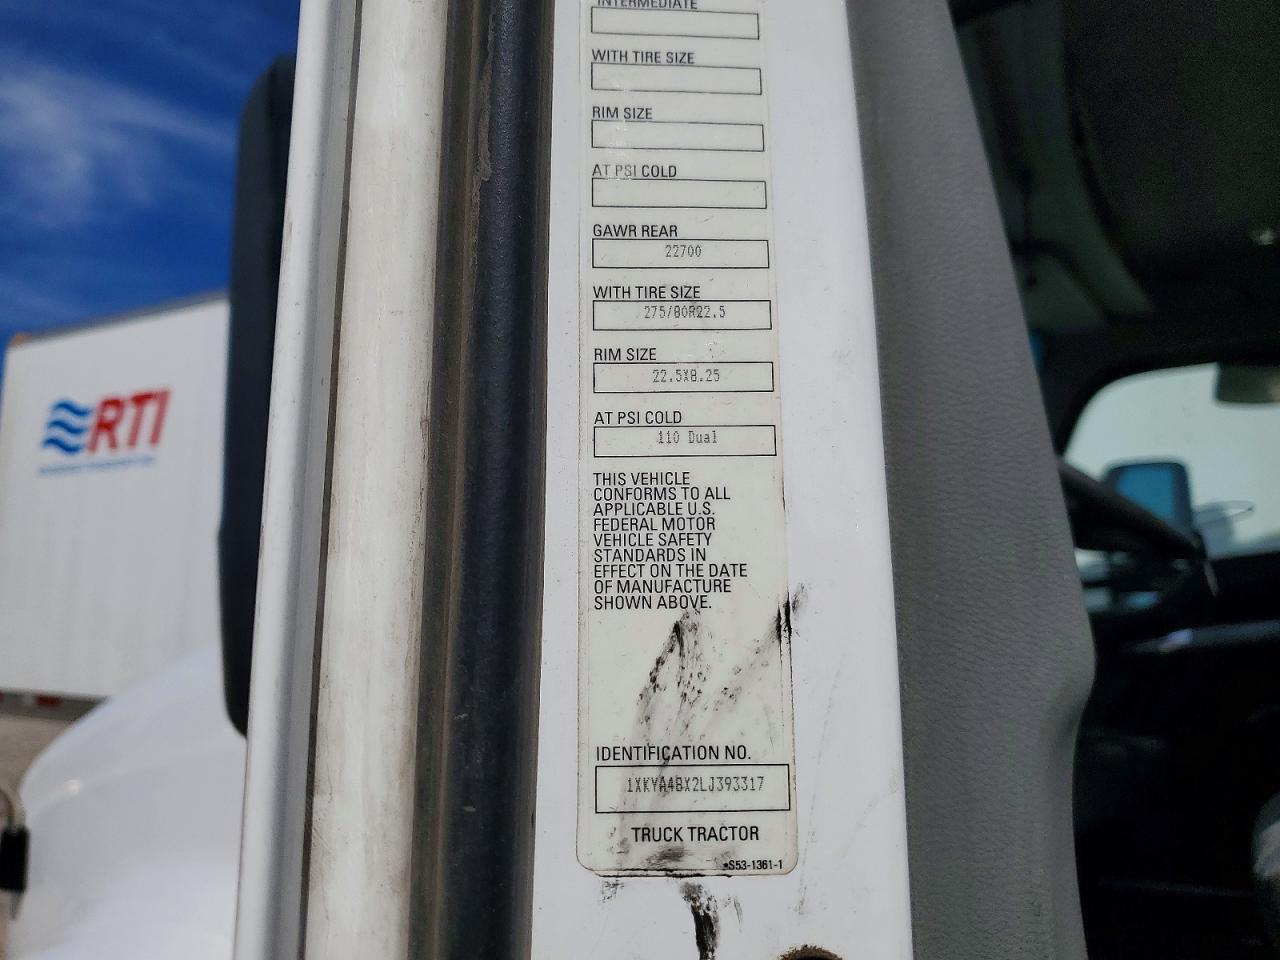 INTERMEDIATE
WITH TIRE SIZE
RIM SIZE
AT PSI COLD
GAWR REAR
22700
WITH TIRE SIZE
275/80R22.5
RIM SIZE
22.5X8.25
AT PSI COLD
110 Dual
THIS VEHICLE
CONFORMS TO ALL
APPLICABLE U.S.
FEDERAL MOTOR
VEHICLE SAFETY
STANDARDS IN
EFFECT ON THE DATE
OF MANUFACTURE
SHOWN ABOVE.
IDENTIFICATION NO.
1XKYA48X2LJ393317
TRUCK TRACTOR
*S53-1361-1
RTI